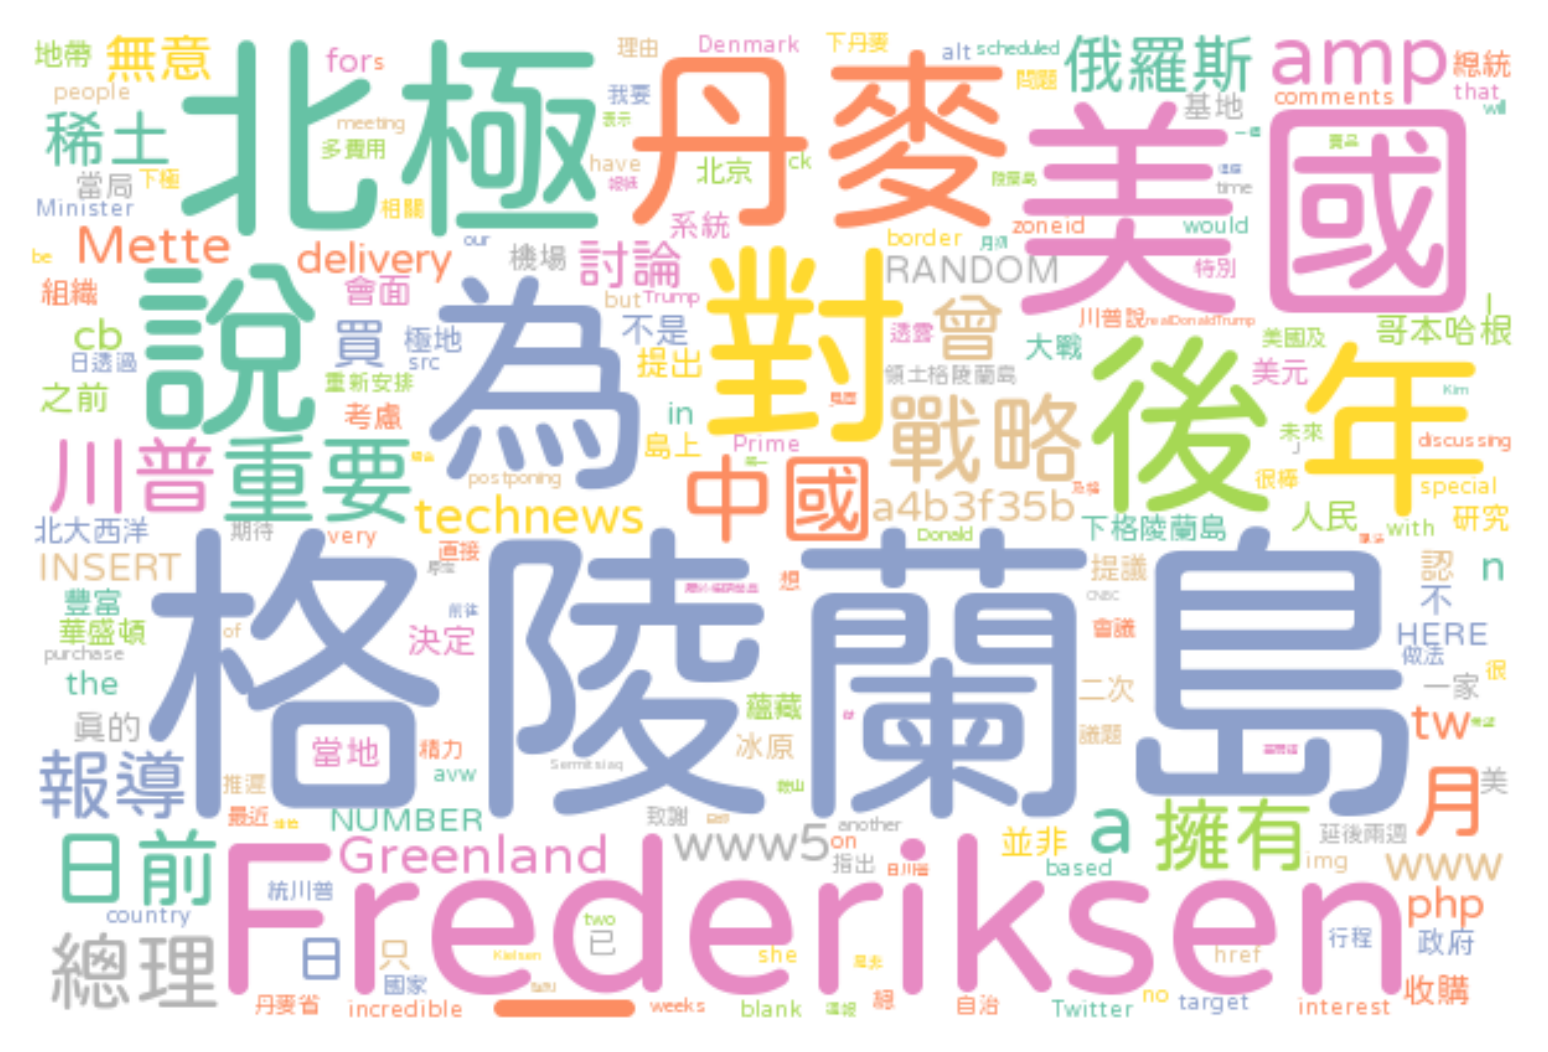 地帶 無意 fors 理由 Denmark 下丹麥 alt scheduled 俄羅斯 amp 總統
people 北極 我要 丹麥 問題 基地 comments that
稀土 meeting 表示 美國 will
多費用 have 北京 ck
當局 下極 陵蘭島 time
Minister 相關 系統 zoneid would
be Mette delivery our 機場 討論 border RANDOM 特別
組織 會面 but Trump 川普說 realDonaldTrump
cb 說 買 極地 為 不是 對 透露 曾 大戰 美國及 哥本哈根
日透過 src 提出 領土格陵蘭島 美元
之前 重新安排 後 年 Kim
考慮 in 戰略
川普 重要 島上 Prime 未來 discussing
postponing 中國 很棒 special
technews a4b3f35b
北大西洋 期待 very Donald 下格陵蘭島 人民 with 研究
INSERT 直接 格陵蘭島 想 提議 認 n
豐富 CNBC 不
華盛頓 of 決定 會議 HERE
purchase 做法
the 二次 一家 很
真的 當地 精力 蘊藏 議題 tw
報導 avw 冰原 月 美
推遲 Sermitsiaq
最近 NUMBER 致謝 another
日前 Greenland www5 on 並非 a 擁有 延後兩週
指出 日川普 based img www
統川普 Frederiksen php
country two
總理 日 只 已 she href 行程 政府
國家 Kielsen 收購
丹麥省 incredible weeks blank 總 自治 Twitter no target interest